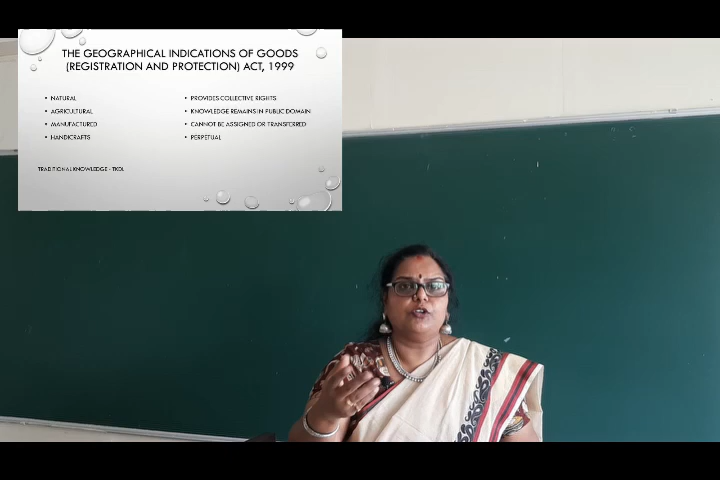 THE GEOGRAPHICAL INDICATIONS OF GOODS
(REGISTRATION AND PROTECTION) ACT, 1999
• NATURAL
• AGRICULTURAL
• MANUFACTURED
• HANDICRAFTS
• PROVIDES COLLECTIVE RIGHTS
• KNOWLEDGE REMAINS IN PUBLIC DOMAIN
• CANNOT BE ASSIGNED OR TRANSFERRED
• PERPETUAL
TRADITIONAL KNOWLEDGE - TKDL